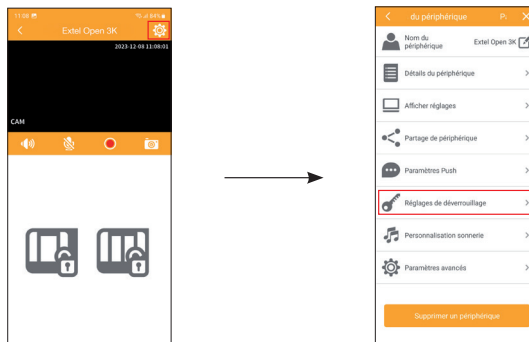 11:08
84%
Extel Open 3K
2023-12-08 11:08:01
CAM
du périphérique
Nom du
périphérique
Extel Open 3K
Détails du périphérique
Afficher réglages
Partage de périphérique
Paramètres Push
Réglages de déverrouillage
Personnalisation sonnerie
Paramètres avancés
Supprimer un périphérique